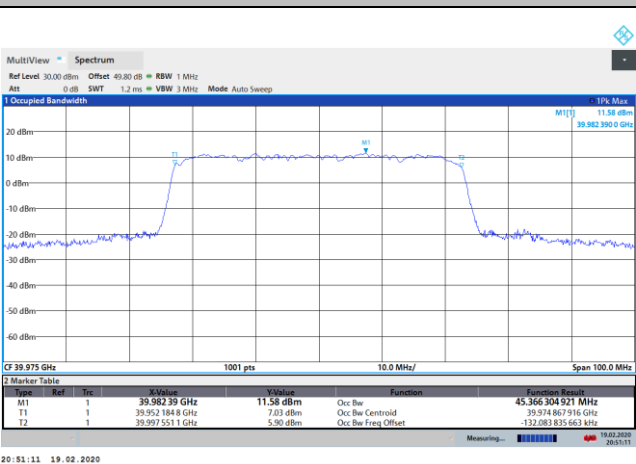 MultiView Spectrum
Ref Level 30.00 dBm Offset 49.80 dB RBW 1 MHz
Att 0 dB SWT 1.2 ms VBW 3 MHz Mode Auto Sweep
1 Occupied Bandwidth 1Pk Max
M1[1] 11.58 dBm
39.982 390 0 GHz
20 dBm
M1
T1 T2
10 dBm
0 dBm
-10 dBm
-20 dBm
-30 dBm
-40 dBm
-50 dBm
-60 dBm
CF 39.975 GHz 1001 pts 10.0 MHz/ Span 100.0 MHz
2 Marker Table
Type Ref Trc X-Value Y-Value Function Function Result
M1 1 39.982 39 GHz 11.58 dBm Occ Bw 45.366 304 921 MHz
T1 1 39.952 184 8 GHz 7.03 dBm Occ Bw Centroid 39.974 867 916 GHz
T2 1 39.997 551 1 GHz 5.90 dBm Occ Bw Freq Offset -132.083 835 663 kHz
Measuring... 19.02.2020
20:51:11
20:51:11 19.02.2020